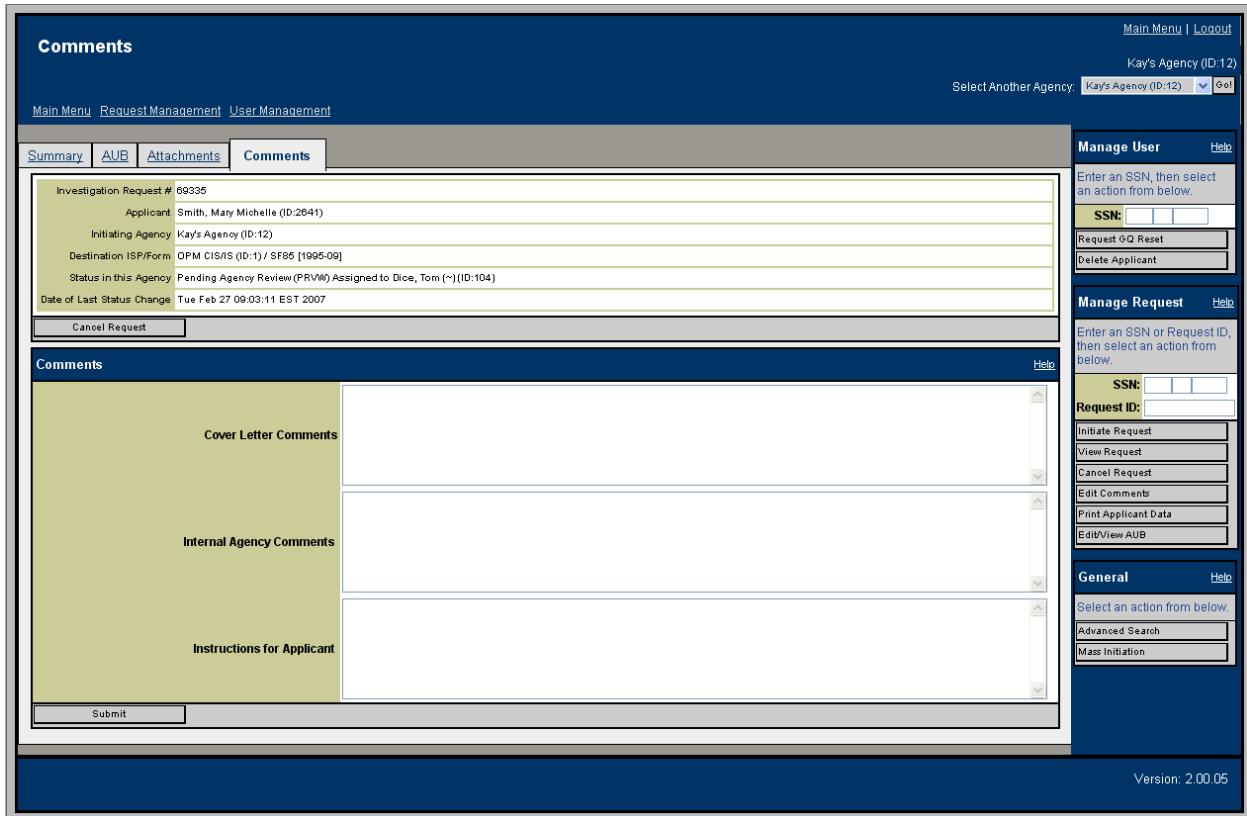 Main Menu | Logout
Comments
Kay's Agency (ID:12)
Select Another Agency: Kay's Agency (ID:12) Go!
Main Menu Request Management User Management
Summary AUB Attachments Comments
Investigation Request # 69335
Applicant Smith, Mary Michelle (ID:2641)
Initiating Agency Kay's Agency (ID:12)
Destination ISP/Form OPM CIS/IS (ID:1) / SF85 [1995-09]
Status in this Agency Pending Agency Review (PRVW) Assigned to Dice, Tom (~) (ID:104)
Date of Last Status Change Tue Feb 27 09:03:11 EST 2007
Cancel Request
Comments Help
Cover Letter Comments
Internal Agency Comments
Instructions for Applicant
Submit
Manage User Help
Enter an SSN, then select
an action from below.
SSN:
Request GQ Reset
Delete Applicant
Manage Request Help
Enter an SSN or Request ID,
then select an action from
below.
SSN:
Request ID:
Initiate Request
View Request
Cancel Request
Edit Comments
Print Applicant Data
Edit/View AUB
General Help
Select an action from below.
Advanced Search
Mass Initiation
Version: 2.00.05